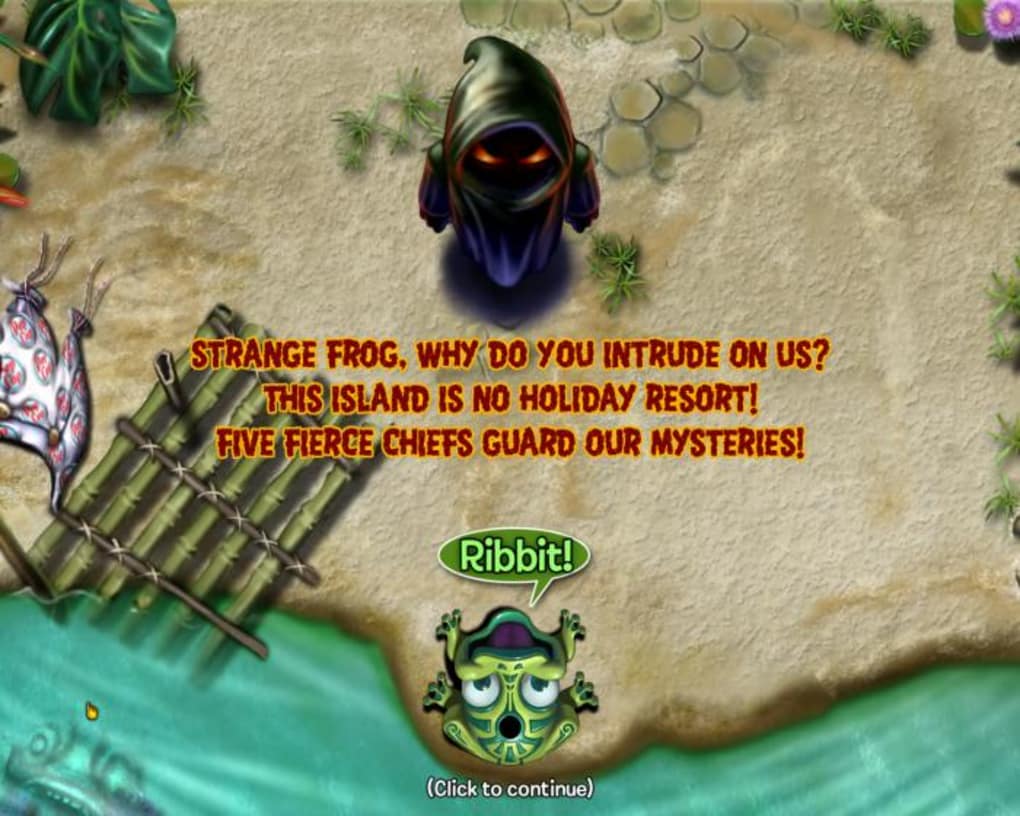 STRANGE FROG, WHY DO YOU INTRUDE ON US?
THIS ISLAND IS NO HOLIDAY RESORT!
FIVE FIERCE CHIEFS GUARD OUR MYSTERIES!
Ribbit!
(Click to continue)